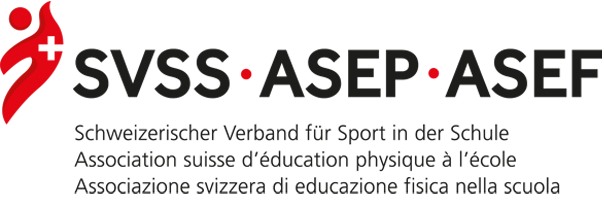 SVSS · ASEP · ASEF
Schweizerischer Verband für Sport in der Schule
Association suisse d’éducation physique à l’école
Associazione svizzera di educazione fisica nella scuola